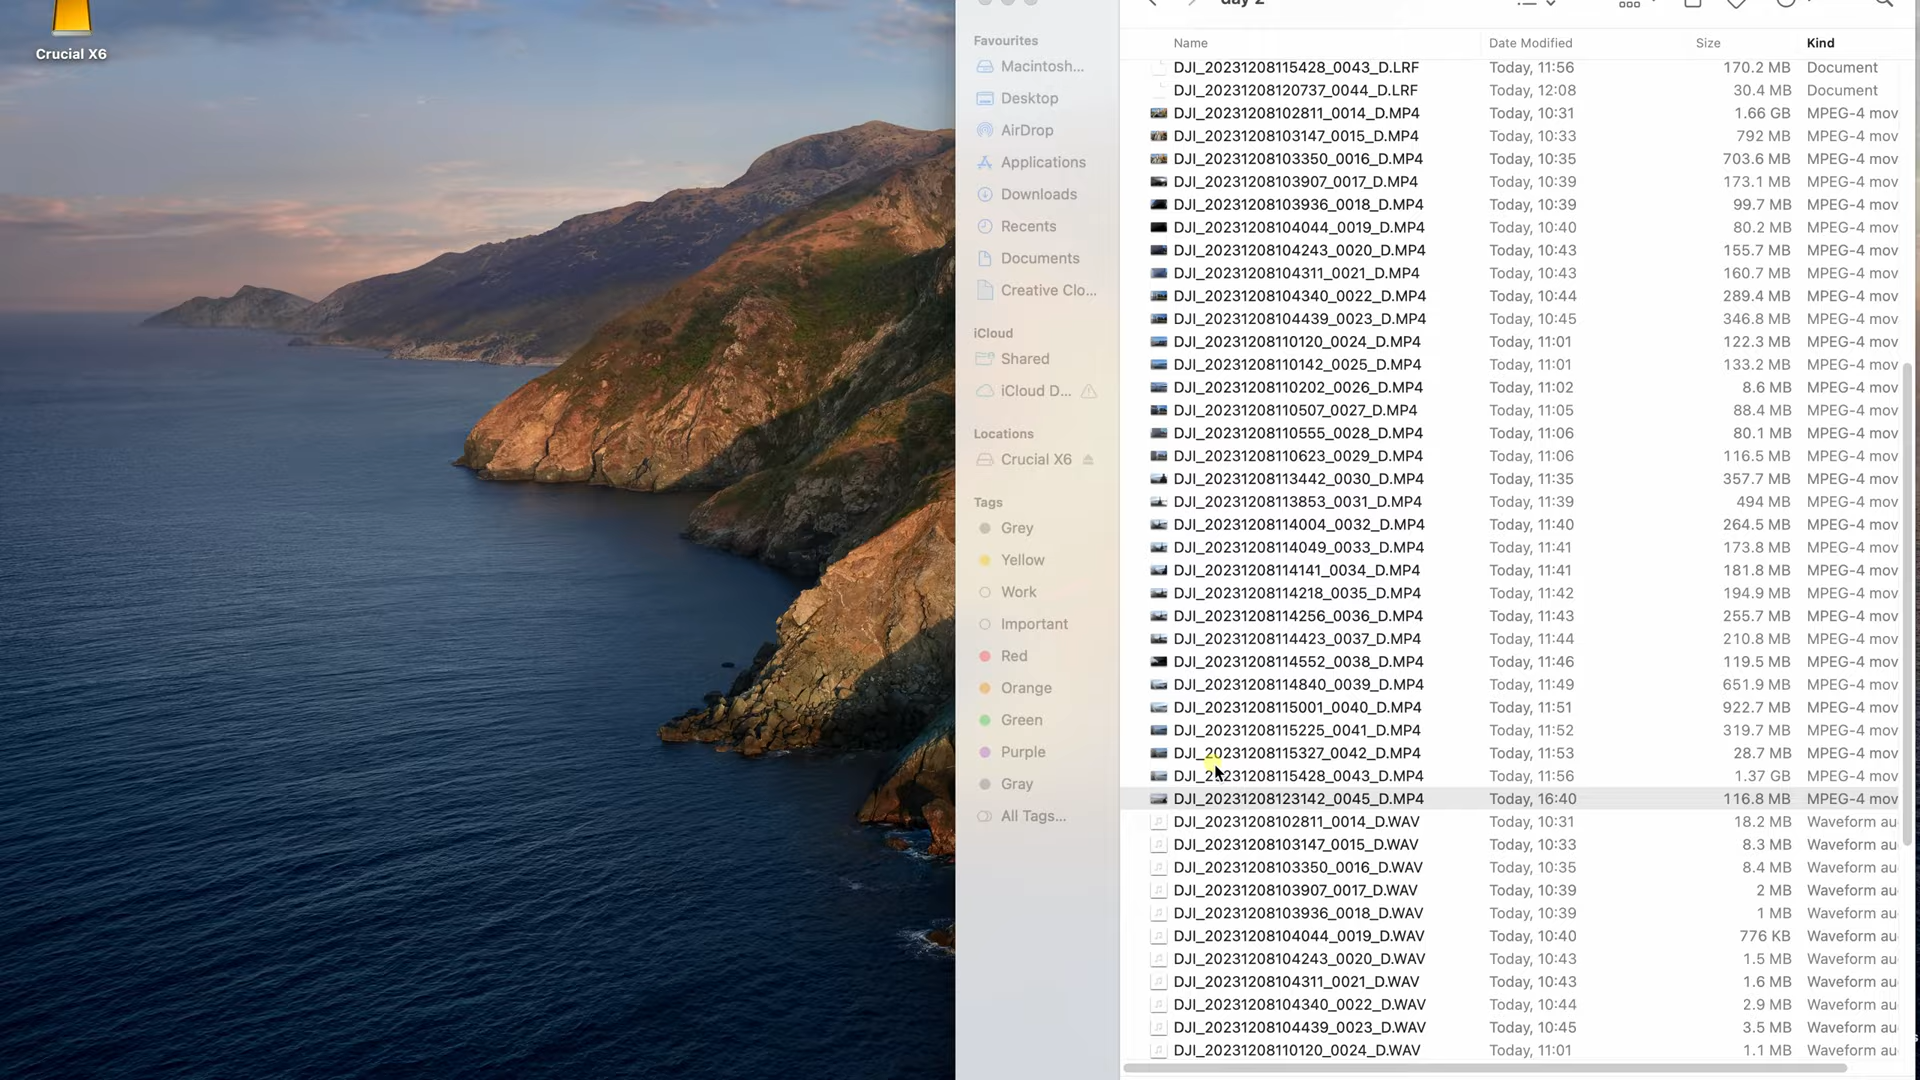 Crucial X6
day 2
Favourites
Macintosh...
Desktop
AirDrop
Applications
Downloads
Recents
Documents
Creative Clo...
iCloud
Shared
iCloud D...
Locations
Crucial X6
Tags
Grey
Yellow
Work
Important
Red
Orange
Green
Purple
Gray
All Tags...
Name Date Modified Size Kind
DJI_20231208115428_0043_D.LRF Today, 11:56 170.2 MB Document
DJI_20231208120737_0044_D.LRF Today, 12:08 30.4 MB Document
DJI_20231208102811_0014_D.MP4 Today, 10:31 1.66 GB MPEG-4 mov
DJI_20231208103147_0015_D.MP4 Today, 10:33 792 MB MPEG-4 mov
DJI_20231208103350_0016_D.MP4 Today, 10:35 703.6 MB MPEG-4 mov
DJI_20231208103907_0017_D.MP4 Today, 10:39 173.1 MB MPEG-4 mov
DJI_20231208103936_0018_D.MP4 Today, 10:39 99.7 MB MPEG-4 mov
DJI_20231208104044_0019_D.MP4 Today, 10:40 80.2 MB MPEG-4 mov
DJI_20231208104243_0020_D.MP4 Today, 10:43 155.7 MB MPEG-4 mov
DJI_20231208104311_0021_D.MP4 Today, 10:43 160.7 MB MPEG-4 mov
DJI_20231208104340_0022_D.MP4 Today, 10:44 289.4 MB MPEG-4 mov
DJI_20231208104439_0023_D.MP4 Today, 10:45 346.8 MB MPEG-4 mov
DJI_20231208110120_0024_D.MP4 Today, 11:01 122.3 MB MPEG-4 mov
DJI_20231208110142_0025_D.MP4 Today, 11:01 133.2 MB MPEG-4 mov
DJI_20231208110202_0026_D.MP4 Today, 11:02 8.6 MB MPEG-4 mov
DJI_20231208110507_0027_D.MP4 Today, 11:05 88.4 MB MPEG-4 mov
DJI_20231208110555_0028_D.MP4 Today, 11:06 80.1 MB MPEG-4 mov
DJI_20231208110623_0029_D.MP4 Today, 11:06 116.5 MB MPEG-4 mov
DJI_20231208113442_0030_D.MP4 Today, 11:35 357.7 MB MPEG-4 mov
DJI_20231208113853_0031_D.MP4 Today, 11:39 494 MB MPEG-4 mov
DJI_20231208114004_0032_D.MP4 Today, 11:40 264.5 MB MPEG-4 mov
DJI_20231208114049_0033_D.MP4 Today, 11:41 173.8 MB MPEG-4 mov
DJI_20231208114141_0034_D.MP4 Today, 11:41 181.8 MB MPEG-4 mov
DJI_20231208114218_0035_D.MP4 Today, 11:42 194.9 MB MPEG-4 mov
DJI_20231208114256_0036_D.MP4 Today, 11:43 255.7 MB MPEG-4 mov
DJI_20231208114423_0037_D.MP4 Today, 11:44 210.8 MB MPEG-4 mov
DJI_20231208114552_0038_D.MP4 Today, 11:46 119.5 MB MPEG-4 mov
DJI_20231208114840_0039_D.MP4 Today, 11:49 651.9 MB MPEG-4 mov
DJI_20231208115001_0040_D.MP4 Today, 11:51 922.7 MB MPEG-4 mov
DJI_20231208115225_0041_D.MP4 Today, 11:52 319.7 MB MPEG-4 mov
DJI_20231208115327_0042_D.MP4 Today, 11:53 28.7 MB MPEG-4 mov
DJI_20231208115428_0043_D.MP4 Today, 11:56 1.37 GB MPEG-4 mov
DJI_20231208123142_0045_D.MP4 Today, 16:40 116.8 MB MPEG-4 mov
DJI_20231208102811_0014_D.WAV Today, 10:31 18.2 MB Waveform au
DJI_20231208103147_0015_D.WAV Today, 10:33 8.3 MB Waveform au
DJI_20231208103350_0016_D.WAV Today, 10:35 8.4 MB Waveform au
DJI_20231208103907_0017_D.WAV Today, 10:39 2 MB Waveform au
DJI_20231208103936_0018_D.WAV Today, 10:39 1 MB Waveform au
DJI_20231208104044_0019_D.WAV Today, 10:40 776 KB Waveform au
DJI_20231208104243_0020_D.WAV Today, 10:43 1.5 MB Waveform au
DJI_20231208104311_0021_D.WAV Today, 10:43 1.6 MB Waveform au
DJI_20231208104340_0022_D.WAV Today, 10:44 2.9 MB Waveform au
DJI_20231208104439_0023_D.WAV Today, 10:45 3.5 MB Waveform au
DJI_20231208110120_0024_D.WAV Today, 11:01 1.1 MB Waveform au